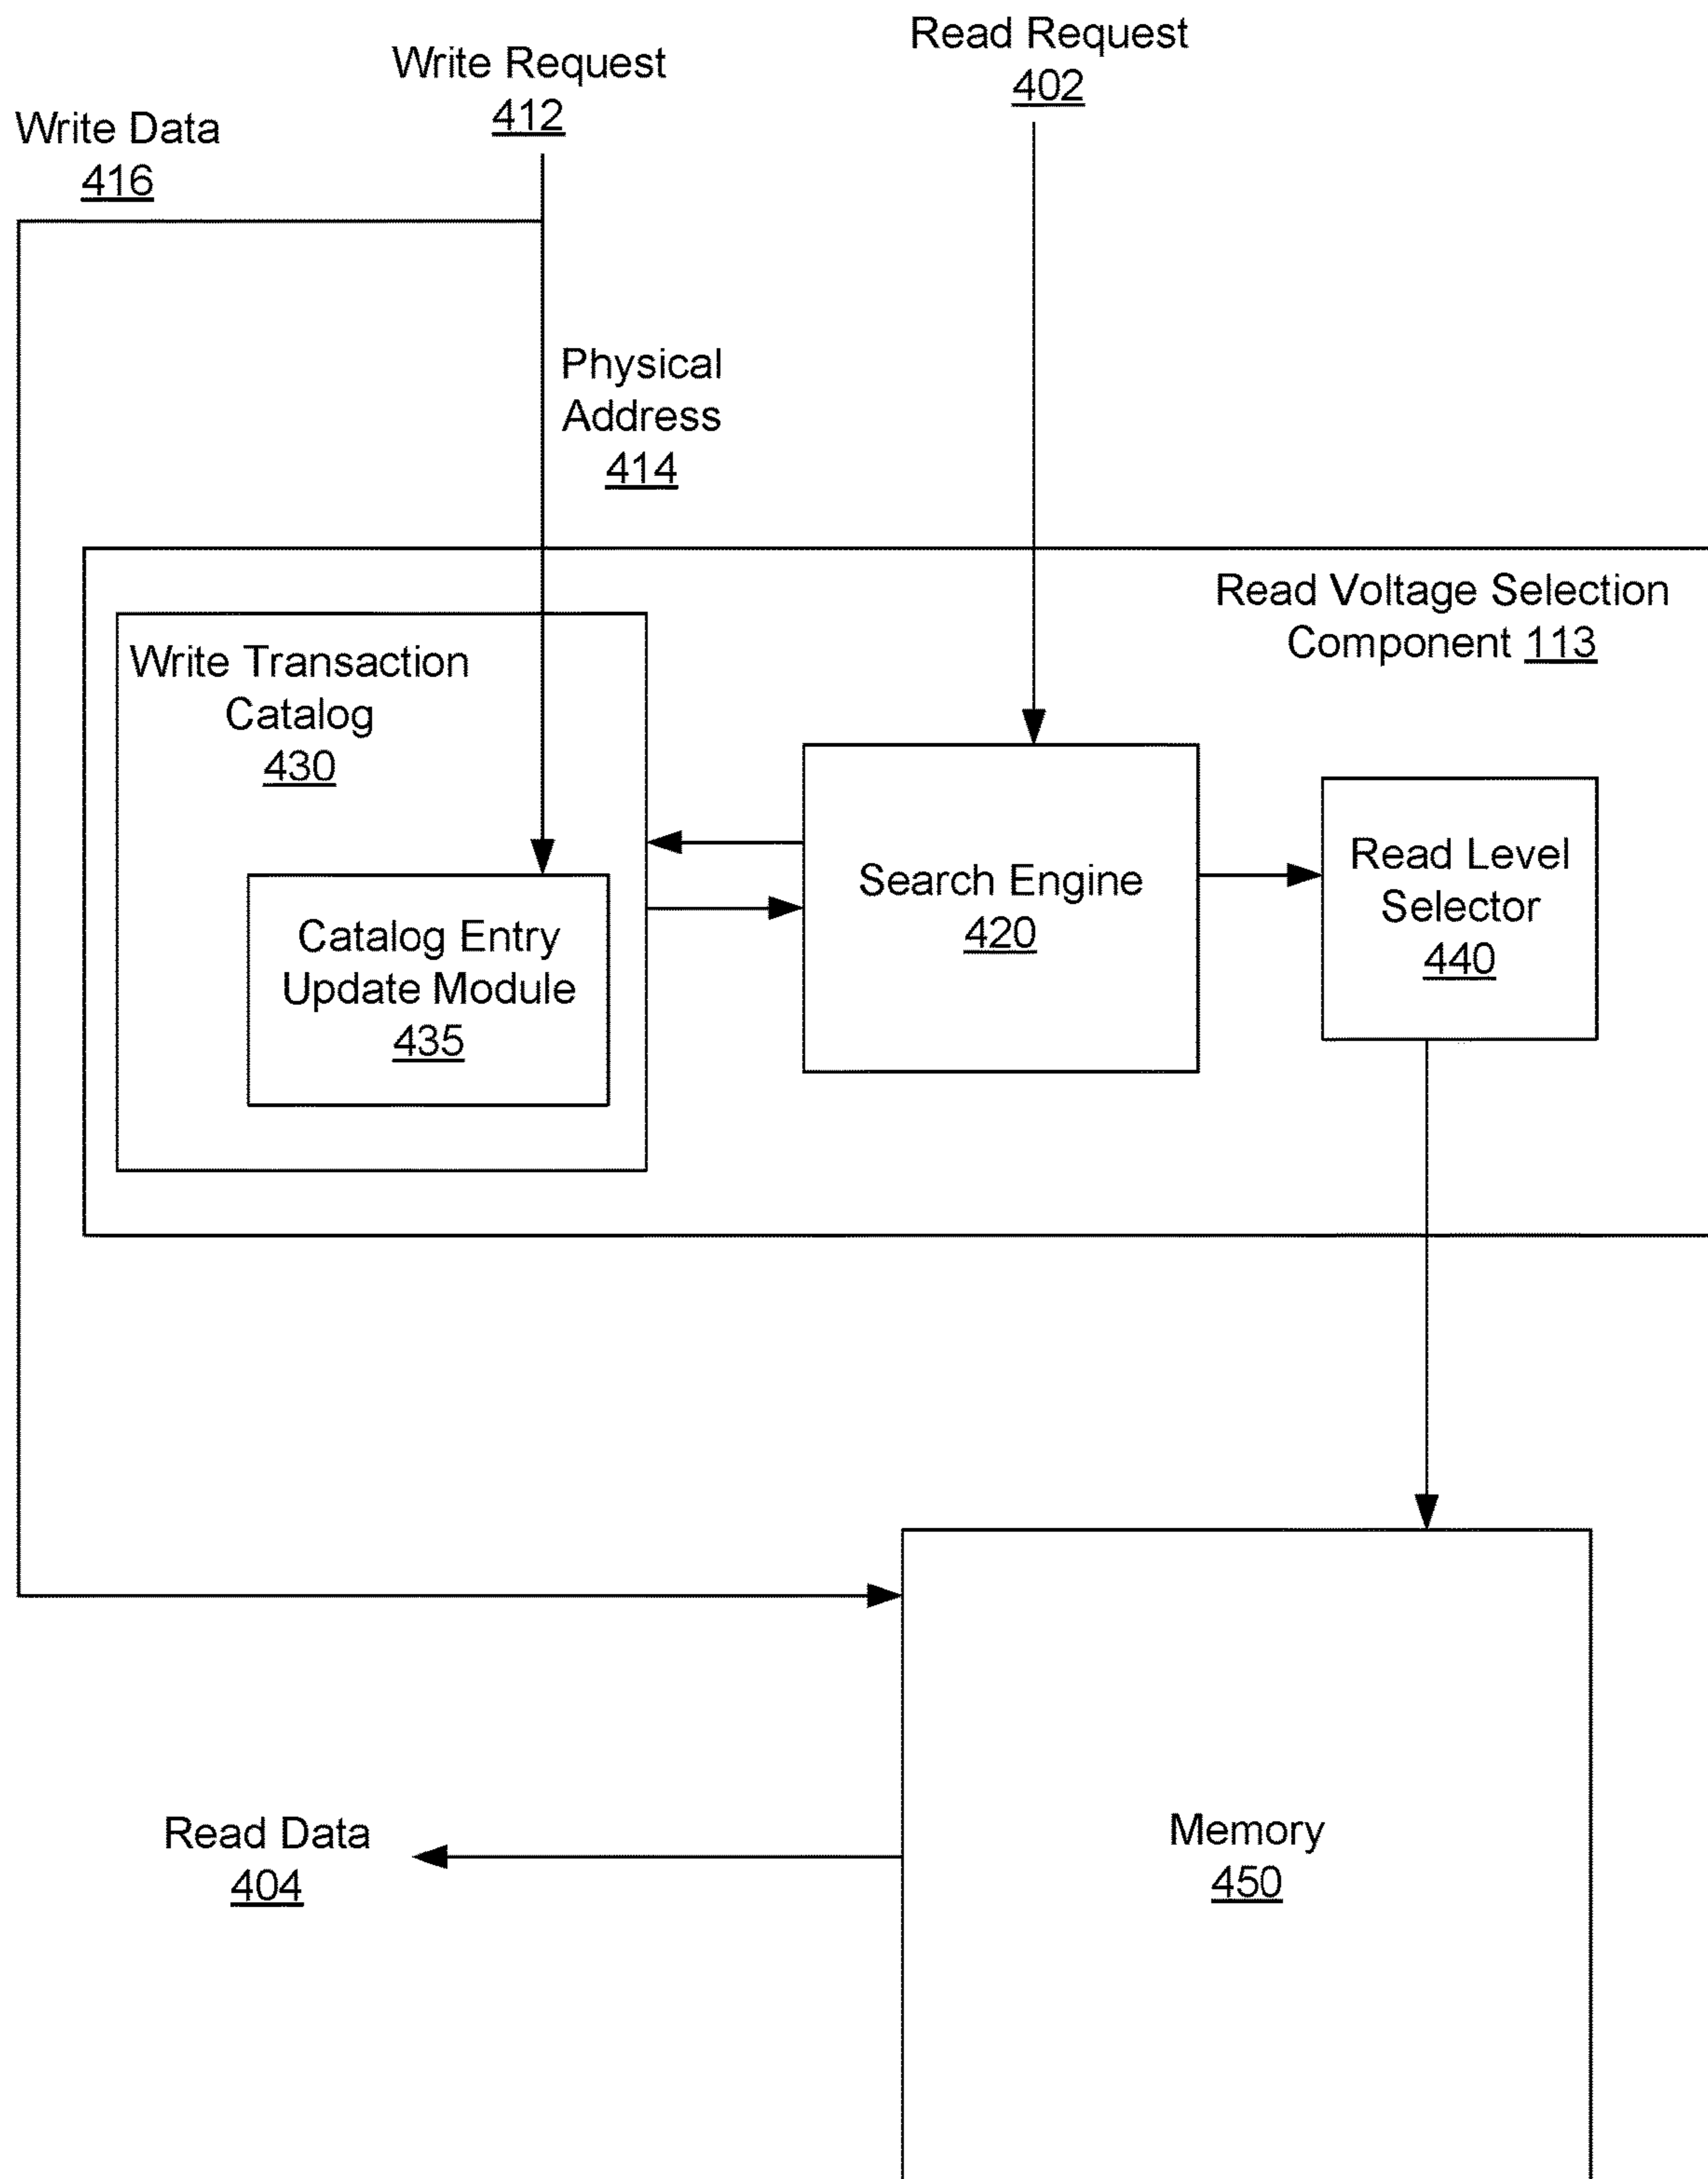 Read Request
402
Write Request
412
Write Data
416
Physical
Address
414
Read Voltage Selection
Component 113
Write Transaction
Catalog
430
Catalog Entry
Update Module
435
Search Engine
420
Read Level
Selector
440
Memory
450
Read Data
404